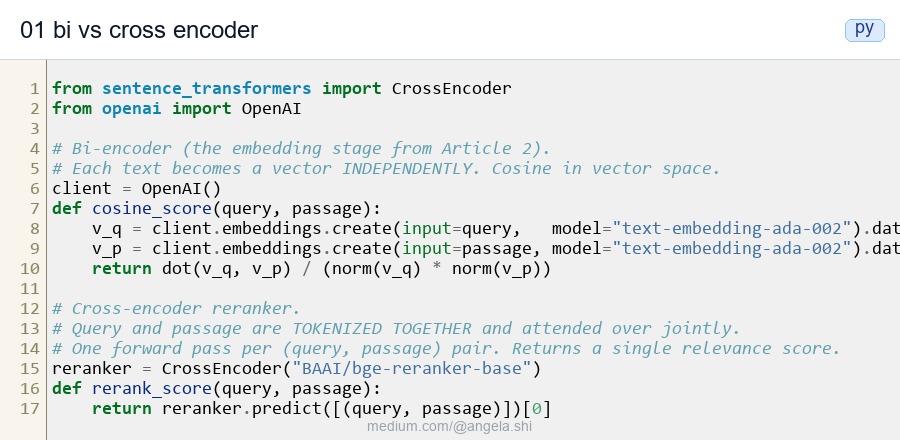 01 bi vs cross encoder
py
1 from sentence_transformers import CrossEncoder
2 from openai import OpenAI
3
4 # Bi-encoder (the embedding stage from Article 2).
5 # Each text becomes a vector INDEPENDENTLY. Cosine in vector space.
6 client = OpenAI()
7 def cosine_score(query, passage):
8     v_q = client.embeddings.create(input=query,   model="text-embedding-ada-002").dat
9     v_p = client.embeddings.create(input=passage, model="text-embedding-ada-002").dat
10     return dot(v_q, v_p) / (norm(v_q) * norm(v_p))
11
12 # Cross-encoder reranker.
13 # Query and passage are TOKENIZED TOGETHER and attended over jointly.
14 # One forward pass per (query, passage) pair. Returns a single relevance score.
15 reranker = CrossEncoder("BAAI/bge-reranker-base")
16 def rerank_score(query, passage):
17     return reranker.predict([(query, passage)])[0]
medium.com/@angela.shi